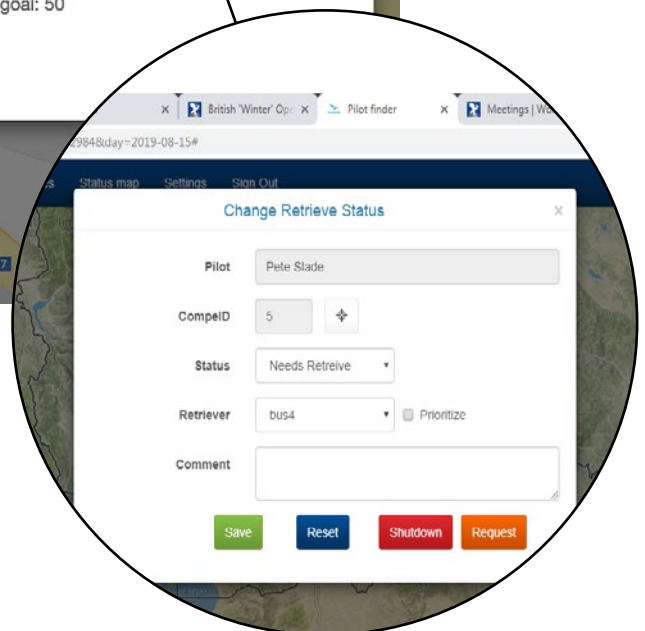 goal: 50
British 'Winter' Op
Pilot finder
Meetings | Wo
2984&day=2019-08-15#
s Status map Settings Sign Out
Change Retrieve Status
Pilot Pete Slade
CompeID 5
Status Needs Retreive
Retriever bus4 Prioritize
Comment
Save Reset Shutdown Request
7